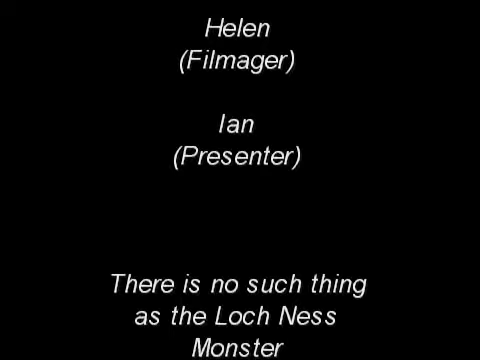 Helen
(Filmager)
Ian
(Presenter)
There is no such thing
as the Loch Ness
Monster